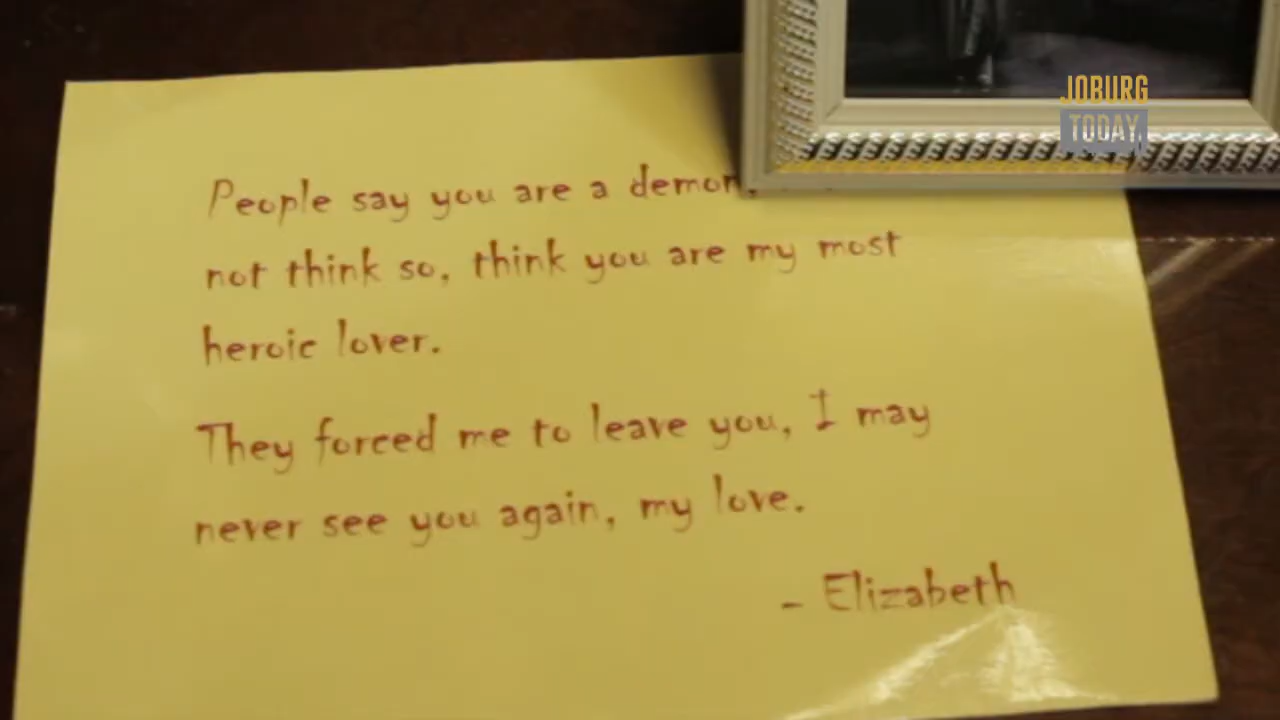 JOBURG
TODAY
People say you are a demon,
not think so, think you are my most
heroic lover.
They forced me to leave you, I may
never see you again, my love.
- Elizabeth